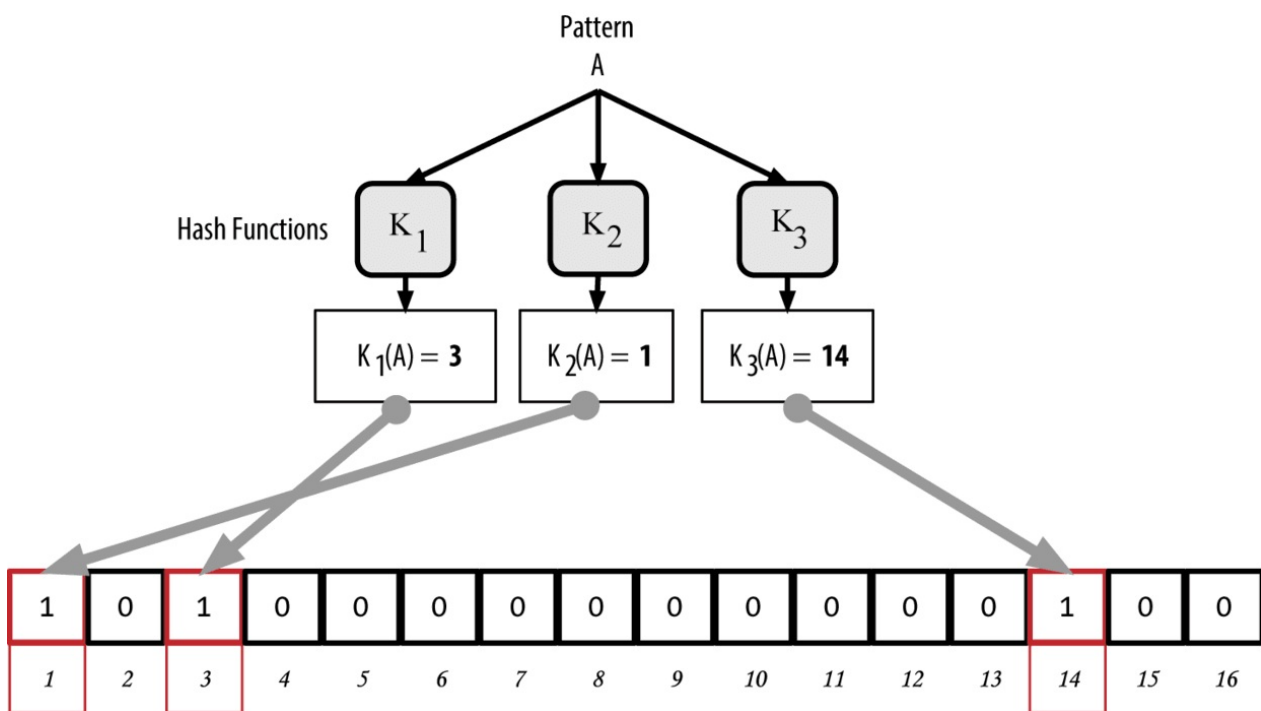 Pattern
A
Hash Functions
K1
K2
K3
K1(A) = 3
K2(A) = 1
K3(A) = 14
1 0 1 0 0 0 0 0 0 0 0 0 0 1 0 0
1 2 3 4 5 6 7 8 9 10 11 12 13 14 15 16